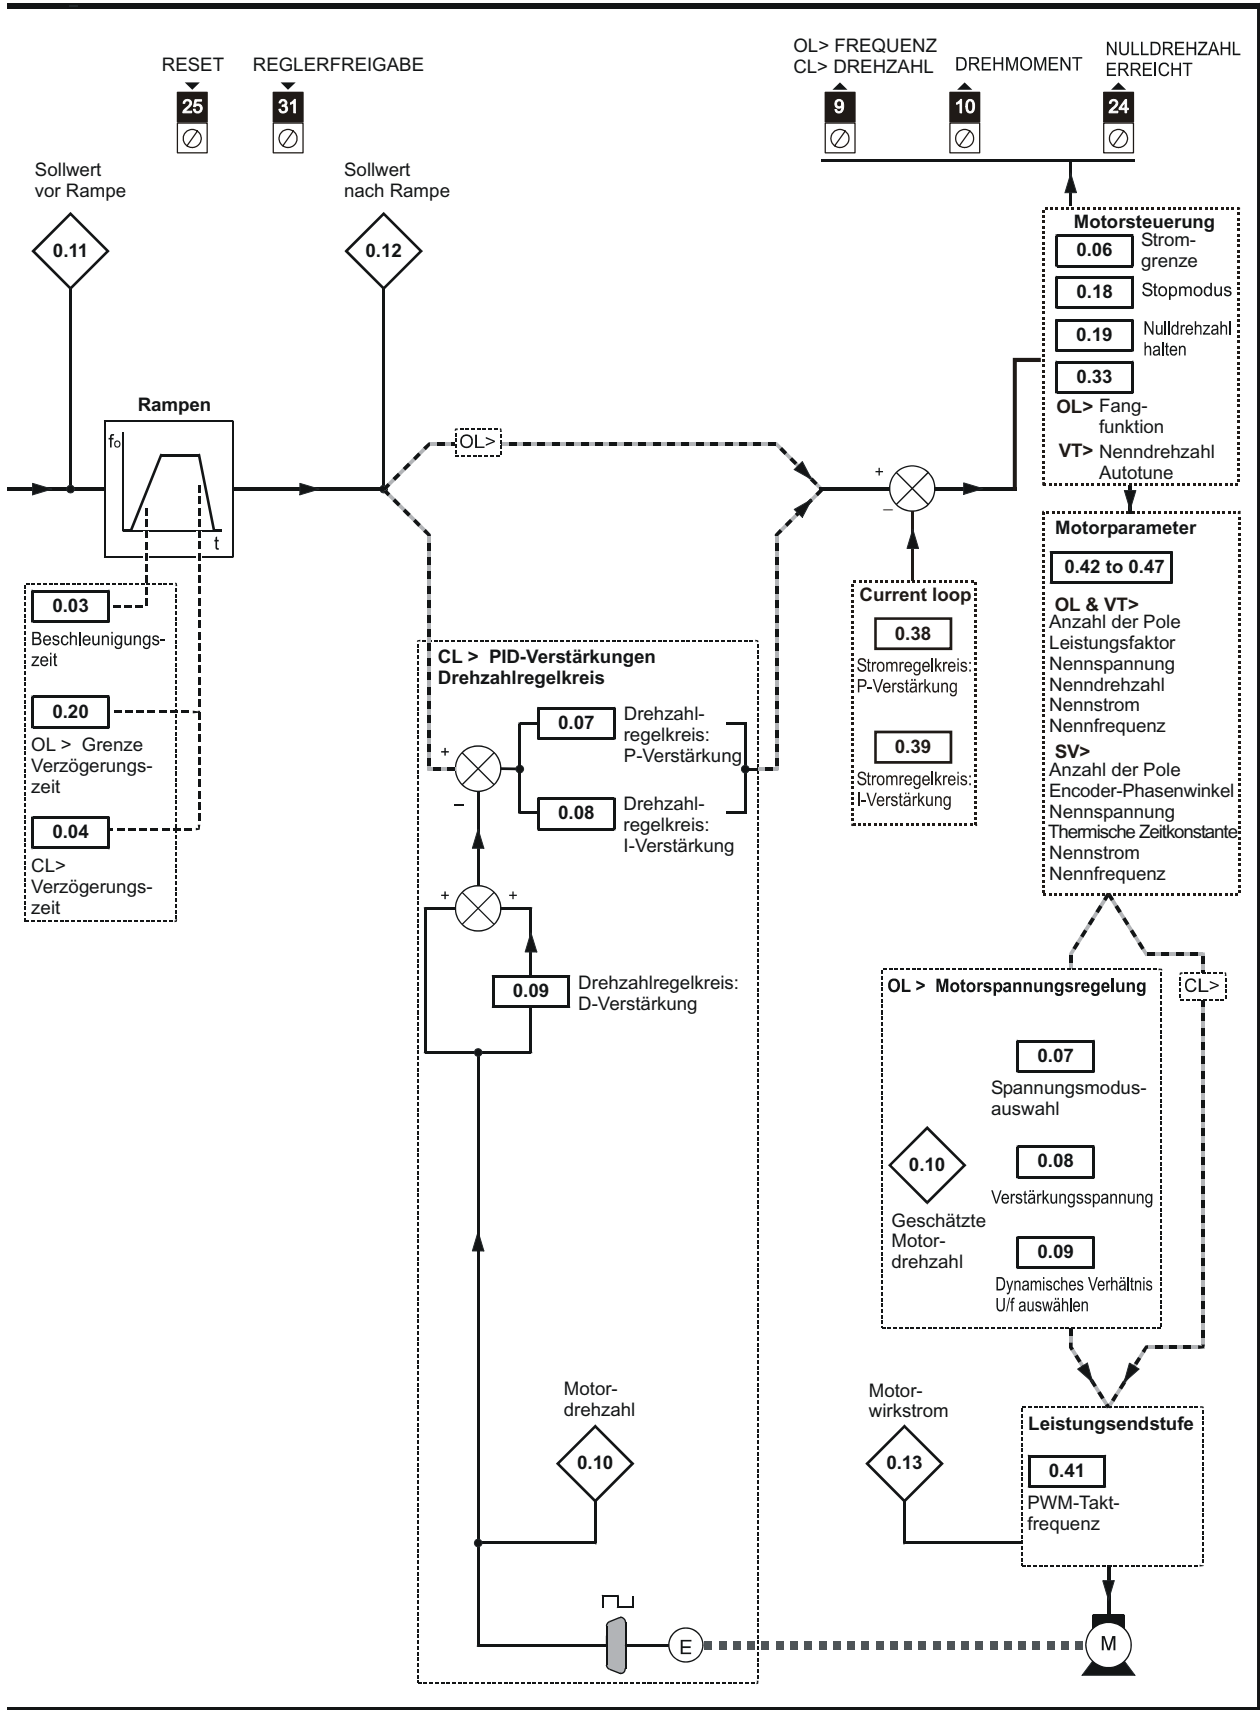 RESET
REGLERFREIGABE
OL> FREQUENZ
CL> DREHZAHL
DREHMOMENT
NULLDREHZAHL
ERREICHT
25
31
9
10
24
Sollwert
vor Rampe
0.11
Sollwert
nach Rampe
0.12
Motorsteuerung
0.06
Strom-
grenze
0.18
Stopmodus
0.19
Nulldrehzahl
halten
0.33
OL> Fang-
funktion
VT> Nenndrehzahl
Autotune
Rampen
fo
t
OL>
+
–
0.03
Beschleunigungs-
zeit
0.20
OL > Grenze
Verzögerungs-
zeit
0.04
CL>
Verzögerungs-
zeit
CL > PID-Verstärkungen
Drehzahlregelkreis
0.07
Drehzahl-
regelkreis:
P-Verstärkung
+
–
0.08
Drehzahl-
regelkreis:
I-Verstärkung
+
+
0.09
Drehzahlregelkreis:
D-Verstärkung
Current loop
0.38
Stromregelkreis:
P-Verstärkung
0.39
Stromregelkreis:
I-Verstärkung
Motorparameter
0.42 to 0.47
OL & VT>
Anzahl der Pole
Leistungsfaktor
Nennspannung
Nenndrehzahl
Nennstrom
Nennfrequenz
SV>
Anzahl der Pole
Encoder-Phasenwinkel
Nennspannung
Thermische Zeitkonstante
Nennstrom
Nennfrequenz
OL > Motorspannungsregelung
CL>
0.07
Spannungsmodus-
auswahl
0.10
Geschätzte
Motor-
drehzahl
0.08
Verstärkungsspannung
0.09
Dynamisches Verhältnis
U/f auswählen
Motor-
drehzahl
0.10
Motor-
wirkstrom
0.13
Leistungsendstufe
0.41
PWM-Takt-
frequenz
E
M